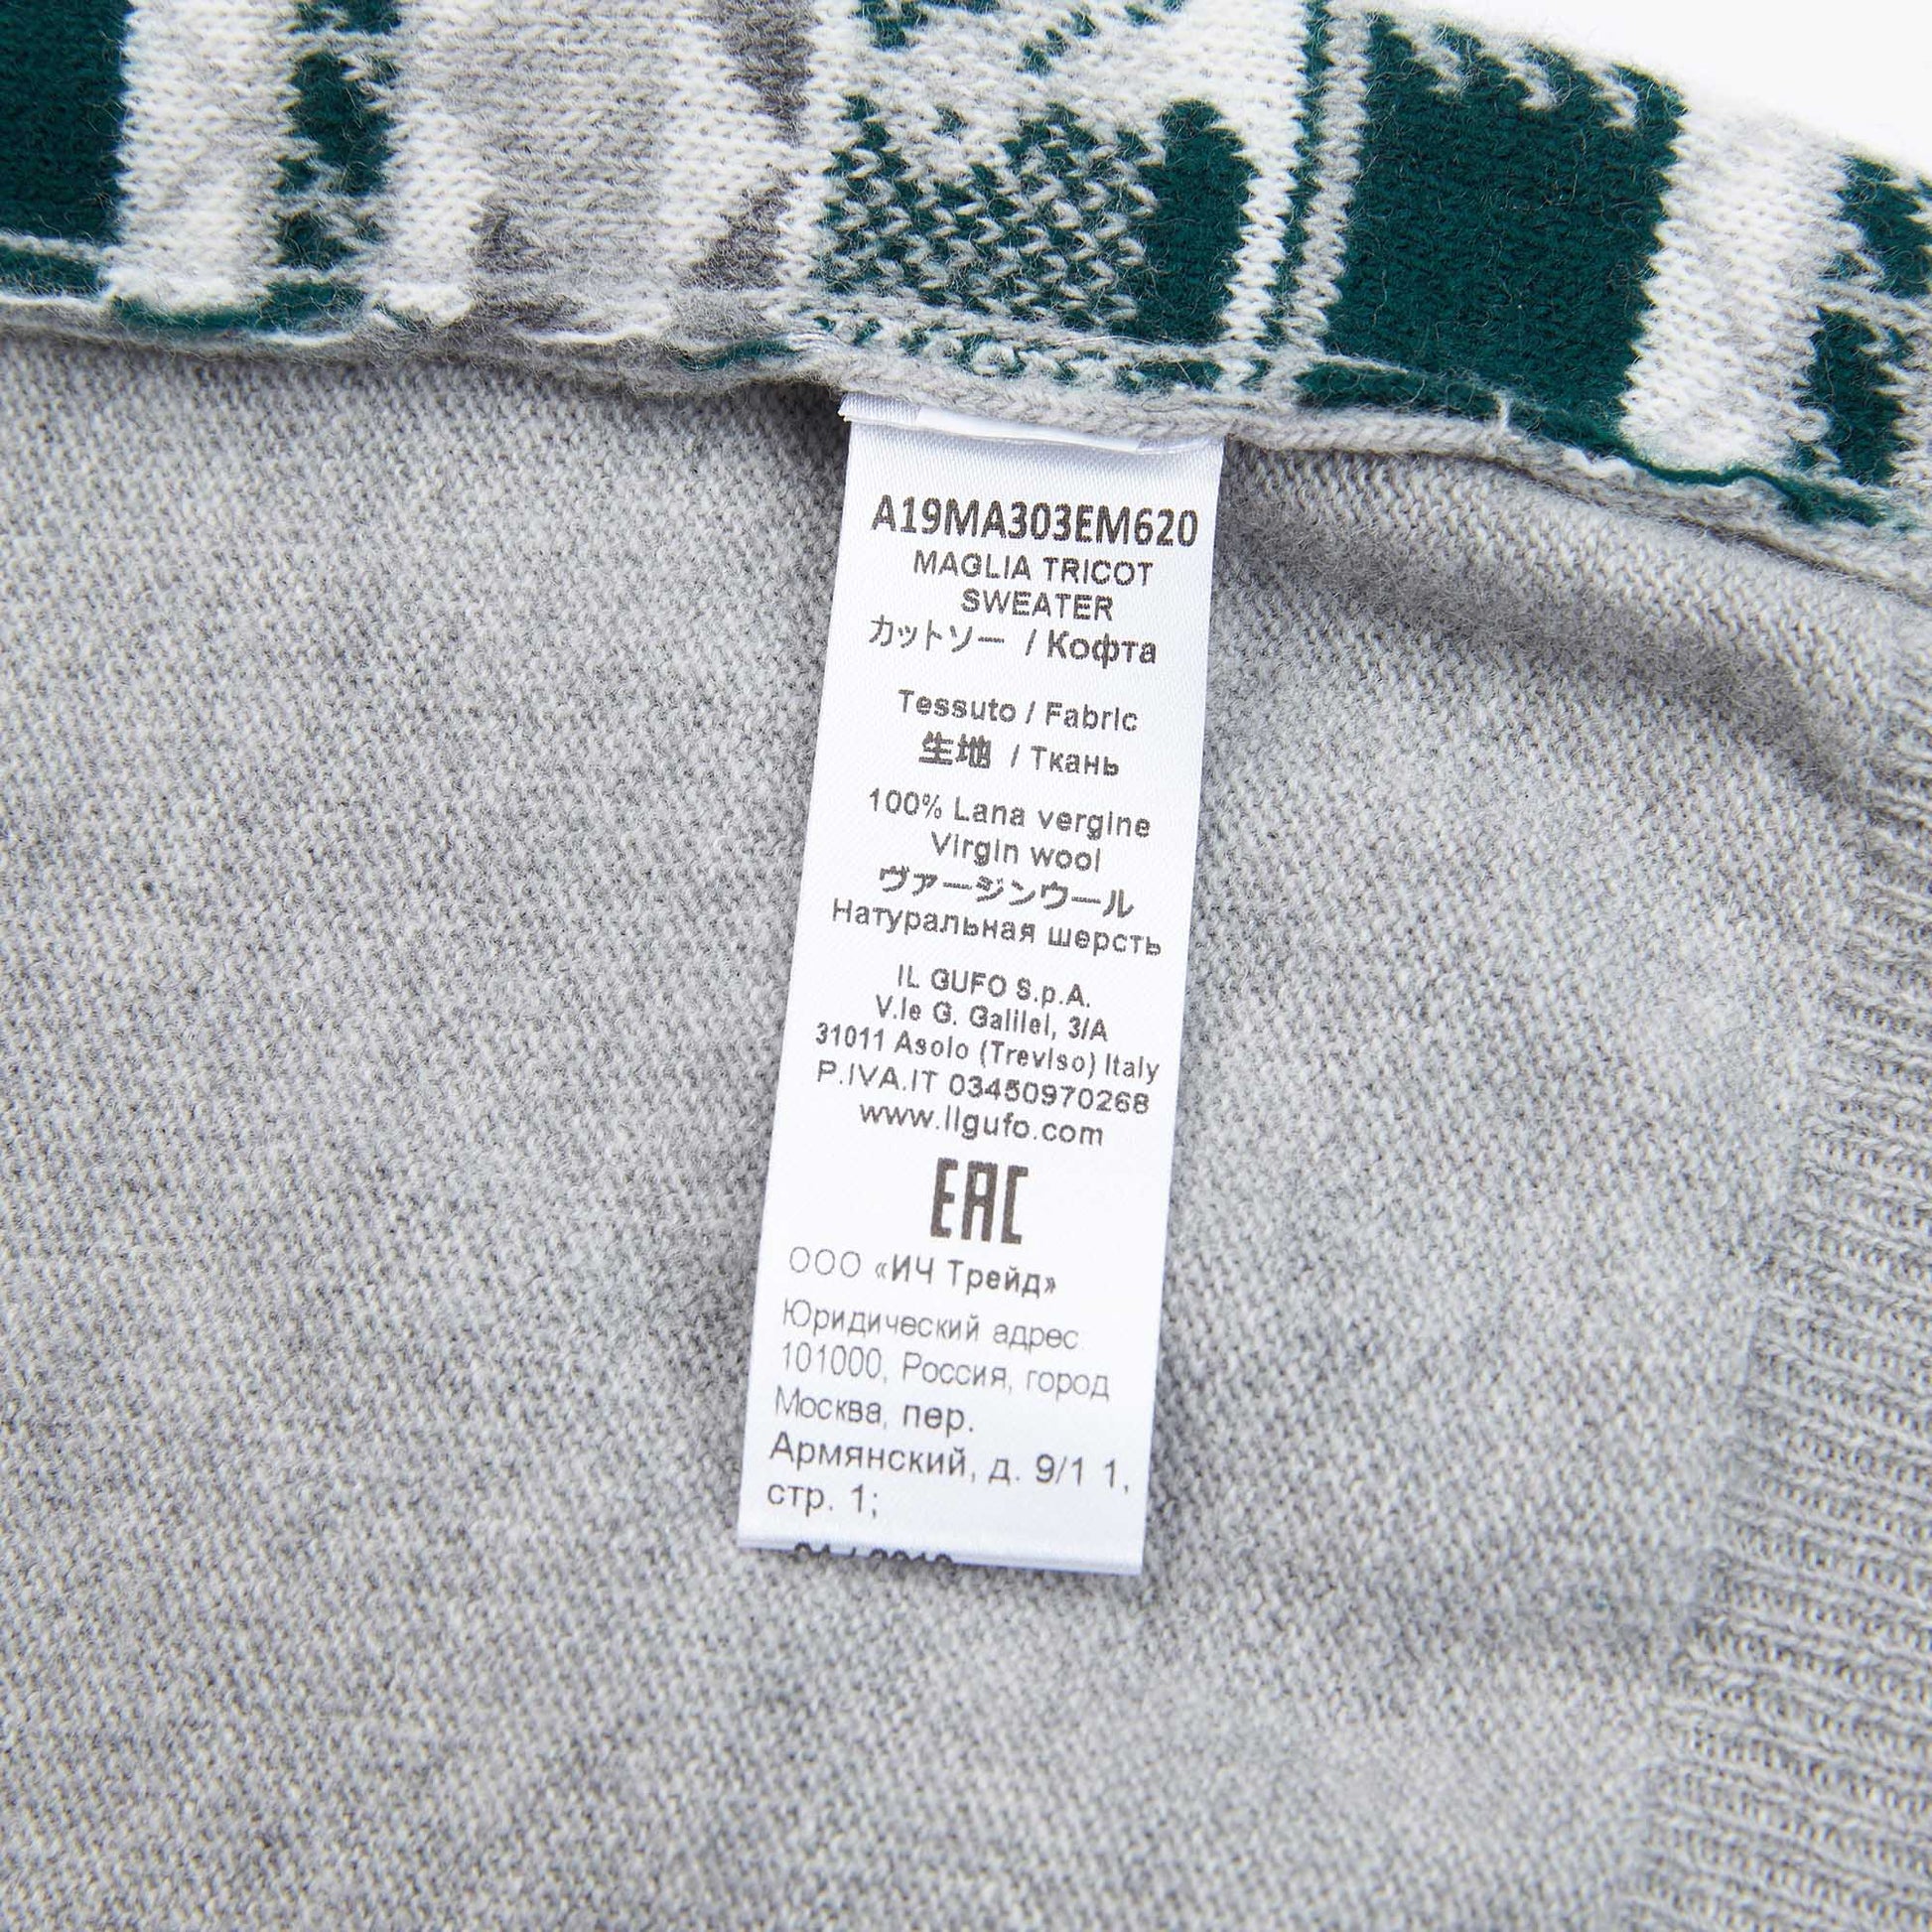 A19MA303EM620
MAGLIA TRICOT
SWEATER
カットソー / Кофта
Tessuto / Fabric
生地 / Ткань
100% Lana vergine
Virgin wool
ヴァージンウール
Натуральная шерсть
IL GUFO S.p.A.
V.le G. Galilei, 3/A
31011 Asolo (Treviso) Italy
P.IVA.IT 03450970268
www.ilgufo.com
EAC
ООО «ИЧ Трейд»
Юридический адрес
101000, Россия, город
Москва, пер.
Армянский, д. 9/1 1,
стр. 1;